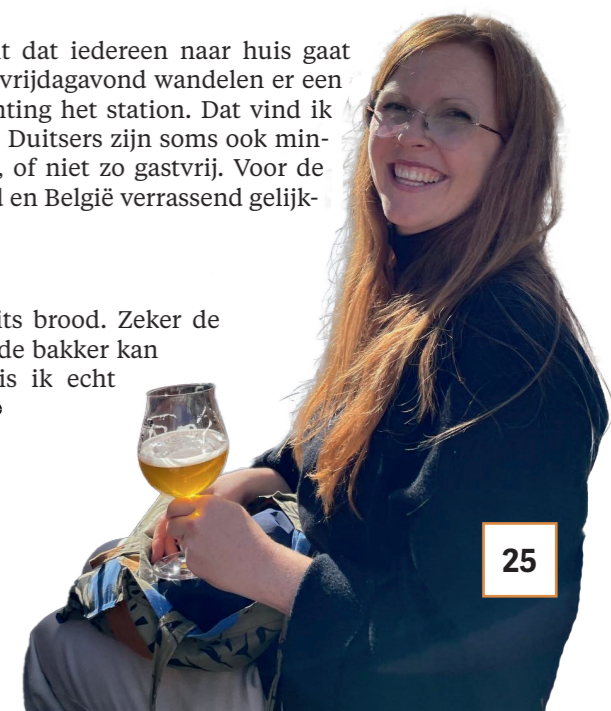 t dat iedereen naar huis gaat
vrijdagavond wandelen er een
nting het station. Dat vind ik
Duitsers zijn soms ook min-
, of niet zo gastvrij. Voor de
l en België verrassend gelijk-
its brood. Zeker de
de bakker kan
is ik echt
25